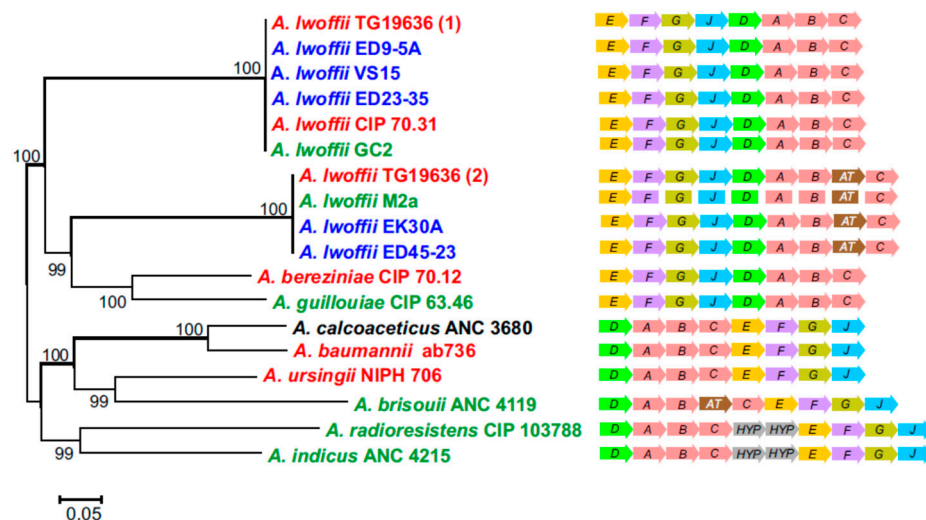 A. lwoffii TG19636 (1) E F G J D A B C
A. lwoffii ED9-5A E F G J D A B C
100 A. lwoffii VS15 E F G J D A B C
A. lwoffii ED23-35 E F G J D A B C
A. lwoffii CIP 70.31 E F G J D A B C
A. lwoffii GC2 E F G J D A B C
100
A. lwoffii TG19636 (2) E F G J D A B AT C
A. lwoffii M2a E F G J D A B AT C
100 A. lwoffii EK30A E F G J D A B AT C
A. lwoffii ED45-23 E F G J D A B AT C
99
A. bereziniae CIP 70.12 E F G J D A B C
100 A. guillouiae CIP 63.46 E F G J D A B C
100 A. calcoaceticus ANC 3680 D A B C E F G J
100 A. baumannii ab736 D A B C E F G J
A. ursingii NIPH 706 D A B C E F G J
99 A. brisouii ANC 4119 D A B AT C E F G J
A. radioresistens CIP 103788 D A B C HYP HYP E F G J
99 A. indicus ANC 4215 D A B C HYP HYP E F G J
0.05